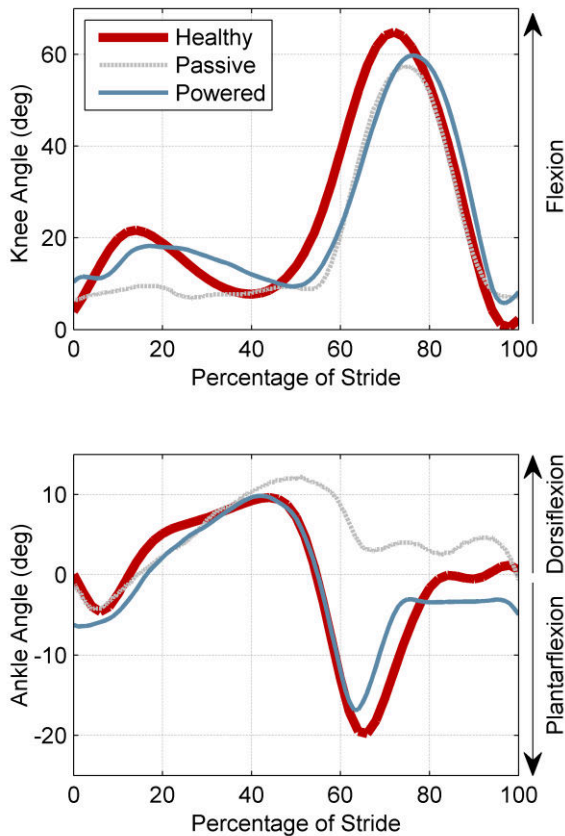 60
40
20
0
Knee Angle (deg)
Healthy
Passive
Powered
Flexion
0 20 40 60 80 100
Percentage of Stride
10
0
-10
-20
Ankle Angle (deg)
Dorsiflexion
Plantarflexion
0 20 40 60 80 100
Percentage of Stride